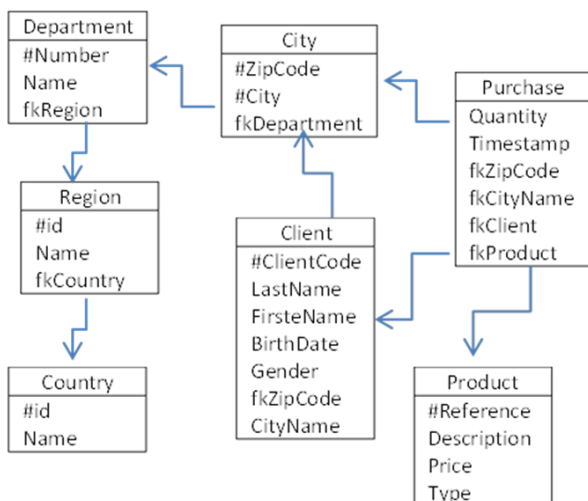 Department
#Number
Name
fkRegion
City
#ZipCode
#City
fkDepartment
Purchase
Quantity
Timestamp
fkZipCode
fkCityName
fkClient
fkProduct
Region
#id
Name
fkCountry
Client
#ClientCode
LastName
FirsteName
BirthDate
Gender
fkZipCode
CityName
Country
#id
Name
Product
#Reference
Description
Price
Type